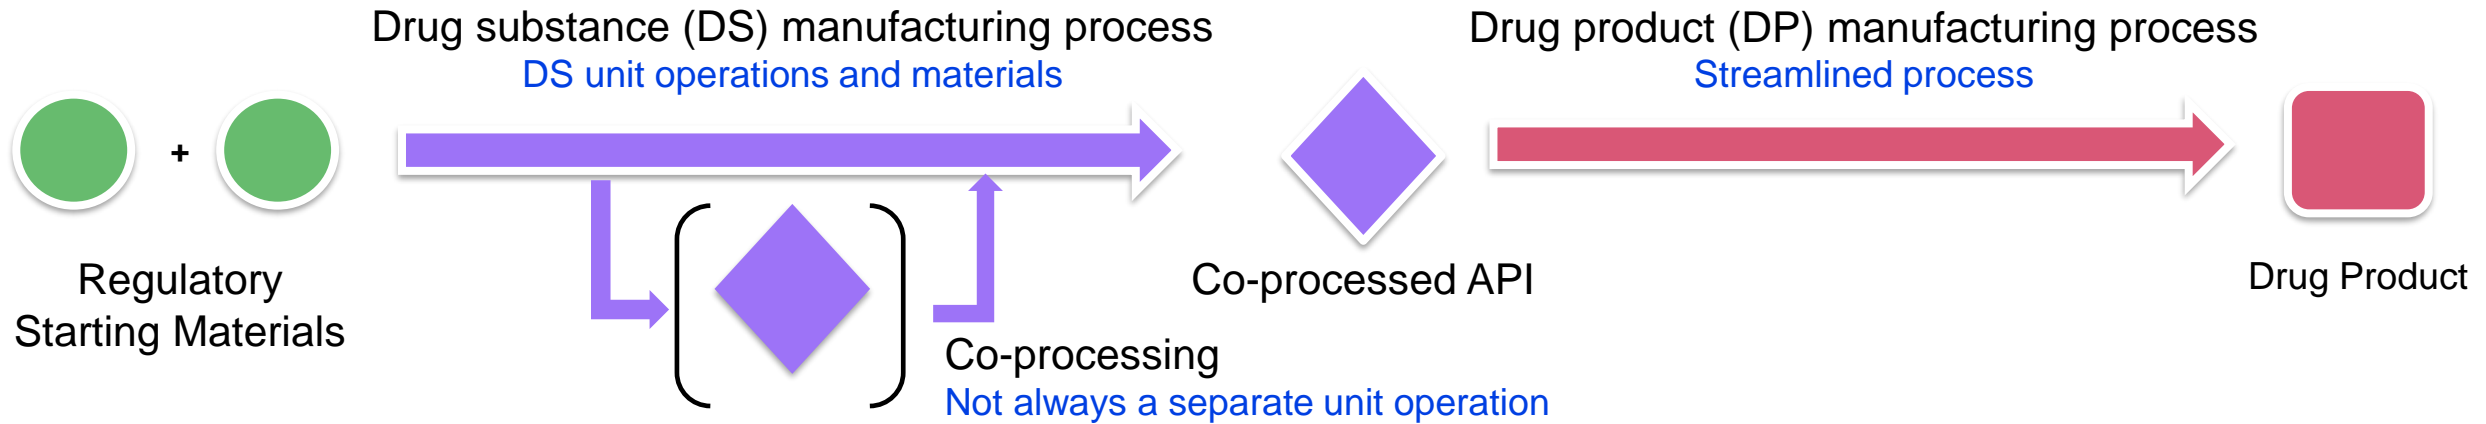 Drug substance (DS) manufacturing process
DS unit operations and materials
Drug product (DP) manufacturing process
Streamlined process
+
Regulatory
Starting Materials
Co-processed API
Drug Product
Co-processing
Not always a separate unit operation